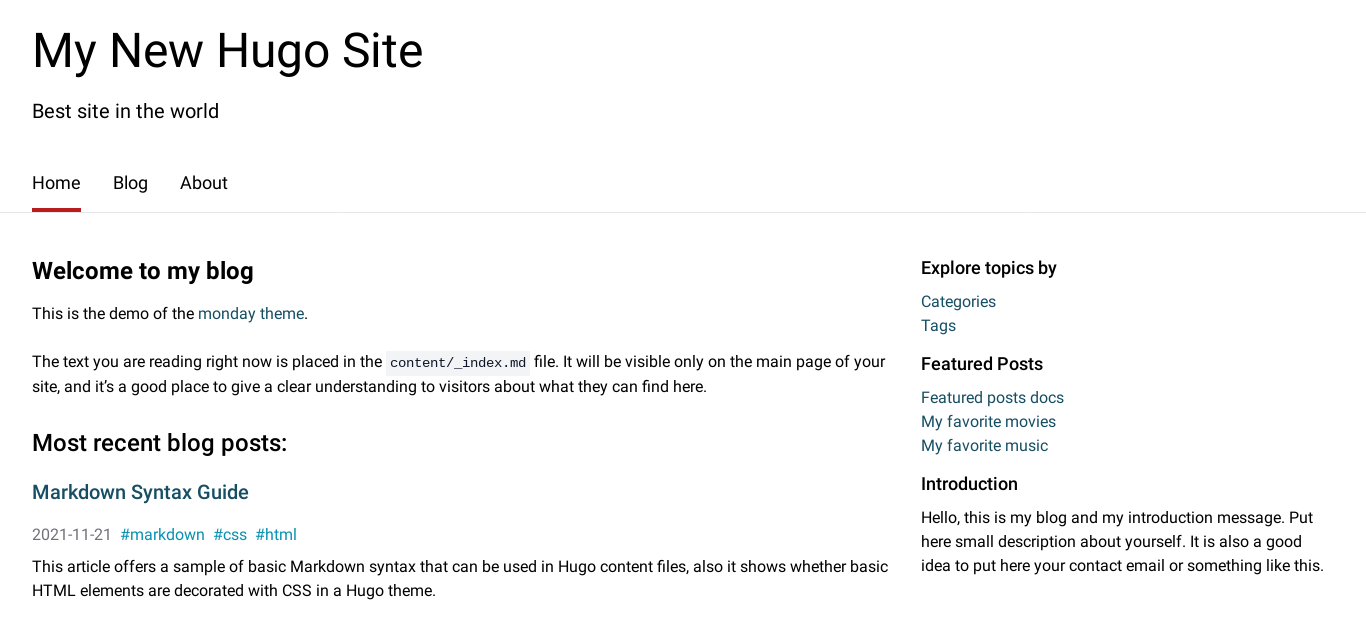 My New Hugo Site
Best site in the world
Home Blog About
Welcome to my blog
This is the demo of the monday theme.
The text you are reading right now is placed in the content/_index.md file. It will be visible only on the main page of your
site, and it's a good place to give a clear understanding to visitors about what they can find here.
Most recent blog posts:
Markdown Syntax Guide
2021-11-21 #markdown #css #html
This article offers a sample of basic Markdown syntax that can be used in Hugo content files, also it shows whether basic
HTML elements are decorated with CSS in a Hugo theme.
Explore topics by
Categories
Tags
Featured Posts
Featured posts docs
My favorite movies
My favorite music
Introduction
Hello, this is my blog and my introduction message. Put
here small description about yourself. It is also a good
idea to put here your contact email or something like this.